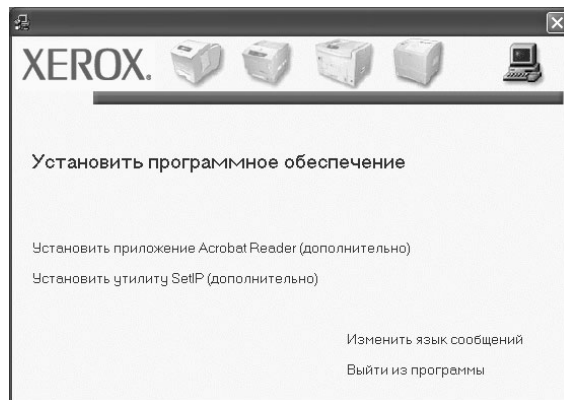 XEROX.
Установить программное обеспечение
Установить приложение Acrobat Reader (дополнительно)
Установить утилиту SetIP (дополнительно)
Изменить язык сообщений
Выйти из программы